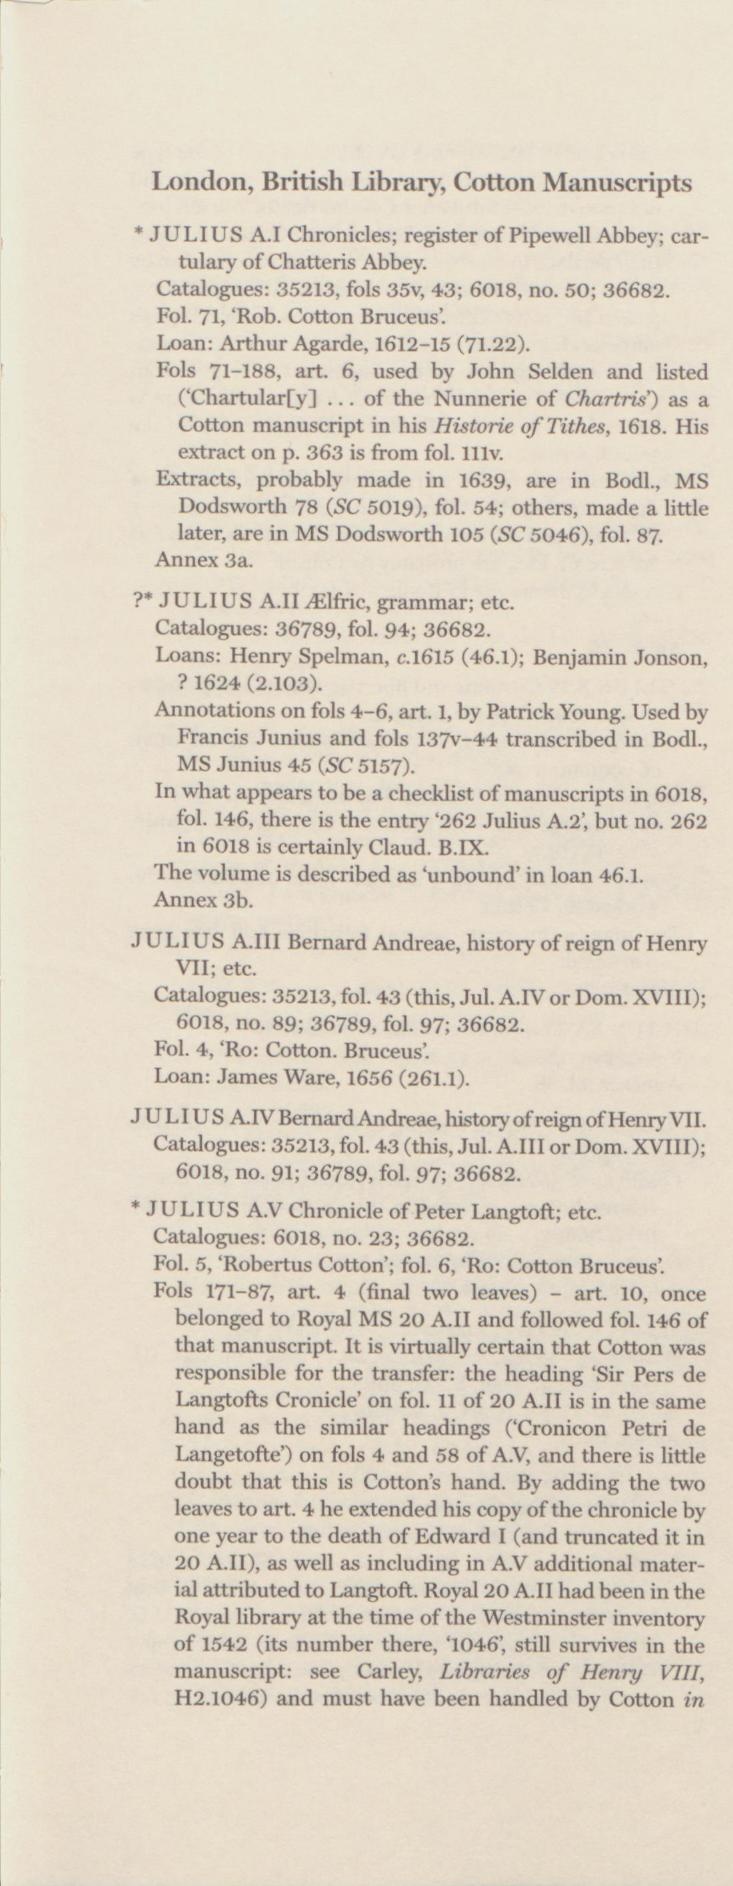 London, British Library, Cotton Manuscripts
* JULIUS A.I Chronicles; register of Pipewell Abbey; car-
tulary of Chatteris Abbey.
Catalogues: 35213, fols 35v, 43; 6018, no. 50; 36682.
Fol. 71, ‘Rob. Cotton Bruceus’.
Loan: Arthur Agarde, 1612–15 (71.22).
Fols 71–188, art. 6, used by John Selden and listed
(‘Chartular[y] ... of the Nunnerie of Chartris’) as a
Cotton manuscript in his Historie of Tithes, 1618. His
extract on p. 363 is from fol. 111v.
Extracts, probably made in 1639, are in Bodl., MS
Dodsworth 78 (SC 5019), fol. 54; others, made a little
later, are in MS Dodsworth 105 (SC 5046), fol. 87.
Annex 3a.
?* JULIUS A.II Ælfric, grammar; etc.
Catalogues: 36789, fol. 94; 36682.
Loans: Henry Spelman, c.1615 (46.1); Benjamin Jonson,
? 1624 (2.103).
Annotations on fols 4–6, art. 1, by Patrick Young. Used by
Francis Junius and fols 137v–44 transcribed in Bodl.,
MS Junius 45 (SC 5157).
In what appears to be a checklist of manuscripts in 6018,
fol. 146, there is the entry ‘262 Julius A.2’, but no. 262
in 6018 is certainly Claud. B.IX.
The volume is described as ‘unbound’ in loan 46.1.
Annex 3b.
JULIUS A.III Bernard Andreae, history of reign of Henry
VII; etc.
Catalogues: 35213, fol. 43 (this, Jul. A.IV or Dom. XVIII);
6018, no. 89; 36789, fol. 97; 36682.
Fol. 4, ‘Ro: Cotton. Bruceus’.
Loan: James Ware, 1656 (261.1).
JULIUS A.IV Bernard Andreae, history of reign of Henry VII.
Catalogues: 35213, fol. 43 (this, Jul. A.III or Dom. XVIII);
6018, no. 91; 36789, fol. 97; 36682.
* JULIUS A.V Chronicle of Peter Langtoft; etc.
Catalogues: 6018, no. 23; 36682.
Fol. 5, ‘Robertus Cotton’; fol. 6, ‘Ro: Cotton Bruceus’.
Fols 171–87, art. 4 (final two leaves) – art. 10, once
belonged to Royal MS 20 A.II and followed fol. 146 of
that manuscript. It is virtually certain that Cotton was
responsible for the transfer: the heading ‘Sir Pers de
Langtofts Cronicle’ on fol. 11 of 20 A.II is in the same
hand as the similar headings (‘Cronicon Petri de
Langetofte’) on fols 4 and 58 of A.V, and there is little
doubt that this is Cotton’s hand. By adding the two
leaves to art. 4 he extended his copy of the chronicle by
one year to the death of Edward I (and truncated it in
20 A.II), as well as including in A.V additional mater-
ial attributed to Langtoft. Royal 20 A.II had been in the
Royal library at the time of the Westminster inventory
of 1542 (its number there, ‘1046’, still survives in the
manuscript: see Carley, Libraries of Henry VIII,
H2.1046) and must have been handled by Cotton in